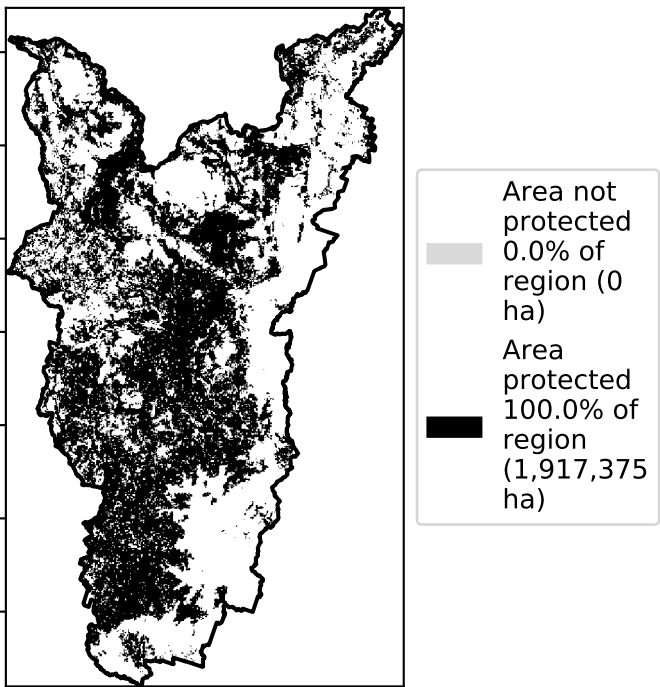 Area not
protected
0.0% of
region (0
ha)
Area
protected
100.0% of
region
(1,917,375
ha)